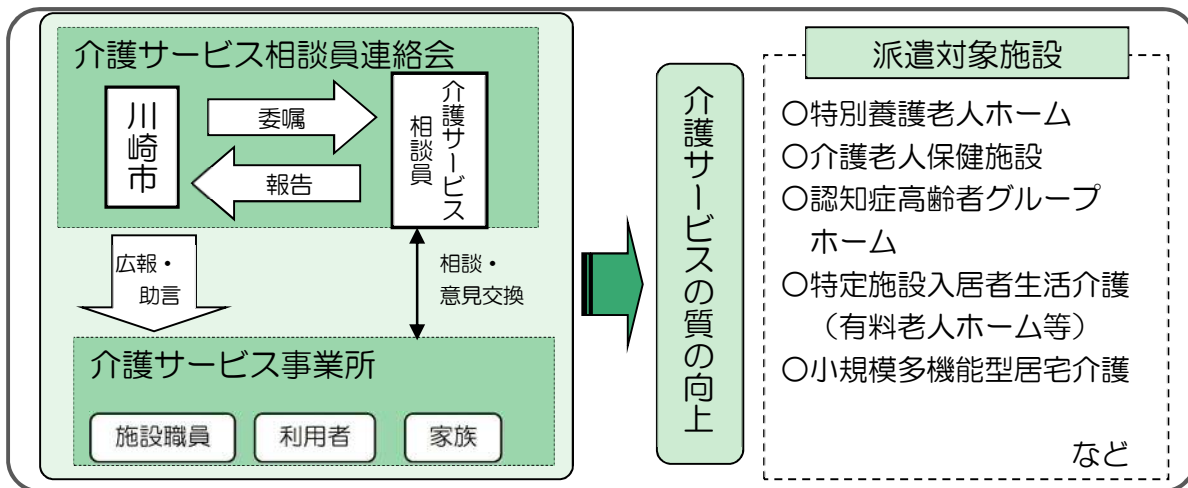 介護サービス相談員連絡会
川崎市
委嘱
報告
介護サービス
相談員
広報・
助言
相談・
意見交換
介護サービス事業所
施設職員
利用者
家族
介護サービスの質の向上
派遣対象施設
〇特別養護老人ホーム
〇介護老人保健施設
〇認知症高齢者グループ
ホーム
〇特定施設入居者生活介護
（有料老人ホーム等）
〇小規模多機能型居宅介護
など